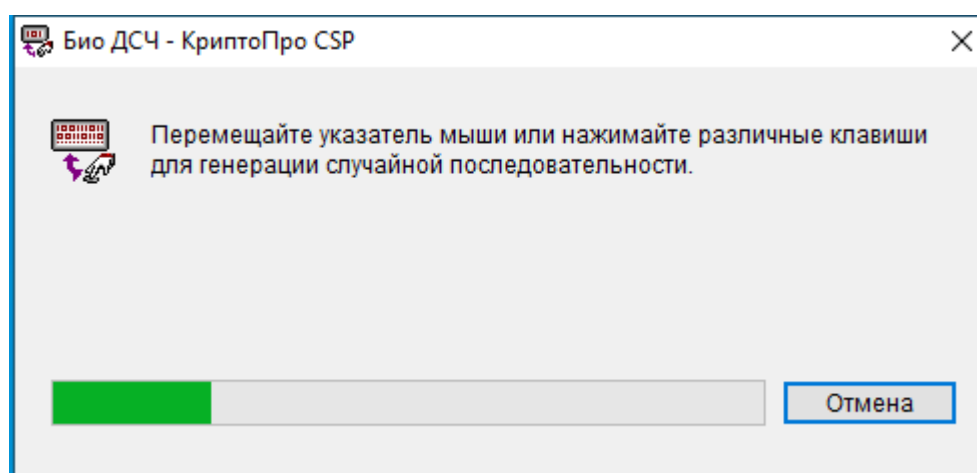 Био ДСЧ - КриптоПро CSP
Перемещайте указатель мыши или нажимайте различные клавиши
для генерации случайной последовательности.
Отмена